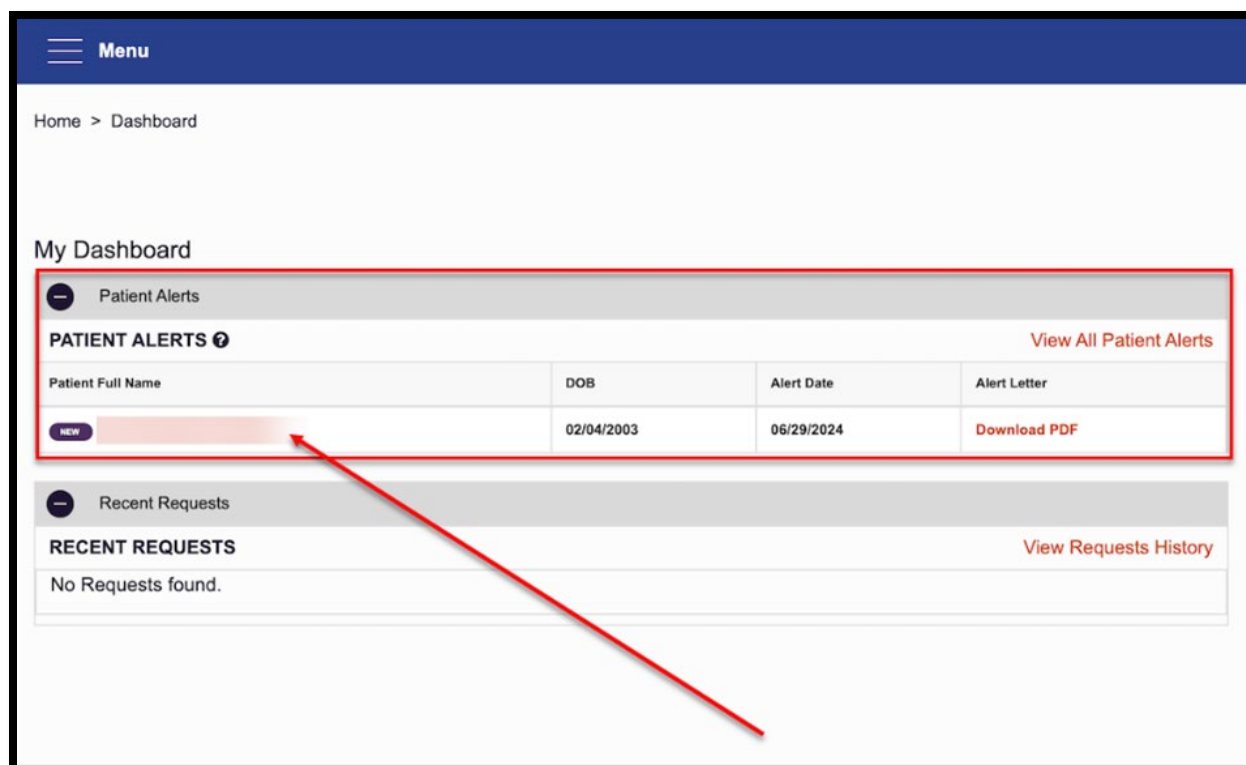 Menu
Home > Dashboard
My Dashboard
Patient Alerts
PATIENT ALERTS ?
View All Patient Alerts
Patient Full Name DOB Alert Date Alert Letter
NEW 02/04/2003 06/29/2024 Download PDF
Recent Requests
RECENT REQUESTS
View Requests History
No Requests found.